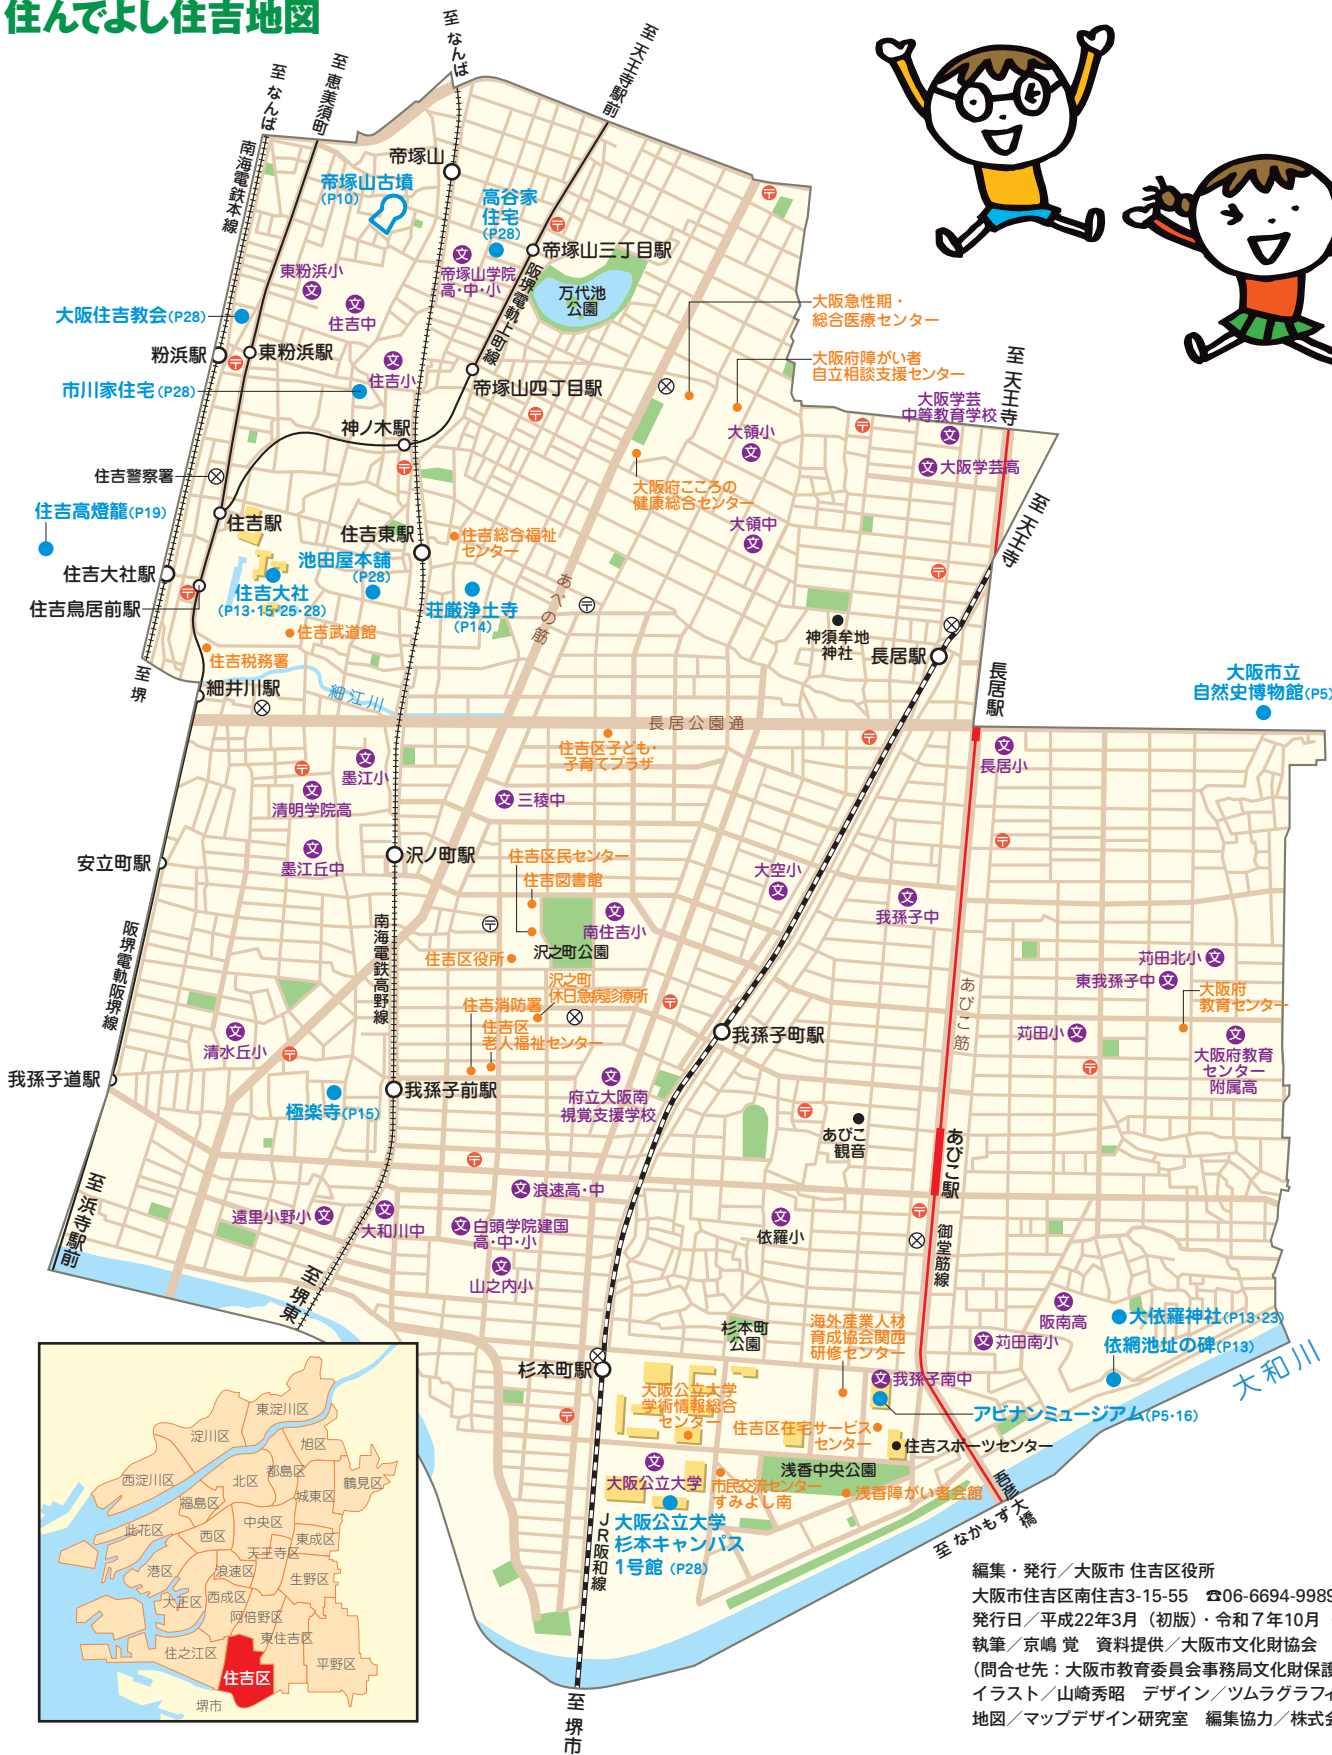 住んでよし住吉地図
至 なんば
至 恵美須町
至 なんば
至 天王寺駅前
南海電鉄本線
帝塚山
帝塚山古墳
(P10)
高谷家
住宅
(P28)
帝塚山三丁目駅
帝塚山学院
高・中・小
阪堺電軌上町線
万代池
公園
東粉浜小
住吉中
大阪住吉教会(P28)
粉浜駅
東粉浜駅
住吉小
市川家住宅(P28)
帝塚山四丁目駅
神ノ木駅
大阪急性期・
総合医療センター
大阪府障がい者
自立相談支援センター
至 天王寺
大阪学芸
中等教育学校
大阪学芸高
大領小
大阪府こころの
健康総合センター
大領中
至 天王寺
住吉警察署
住吉高燈籠(P19)
住吉駅
住吉東駅
住吉総合福祉
センター
池田屋本舗
(P28)
住吉大社駅
住吉大社
(P13・15・25・28)
住吉鳥居前駅
荘厳浄土寺
(P14)
あべの筋
住吉武道館
住吉税務署
至 堺
細井川駅
細江川
神須牟地
神社
長居駅
長居駅
大阪市立
自然史博物館(P5)
長居公園通
住吉区子ども・
子育てプラザ
長居小
墨江小
清明学院高
三稜中
墨江丘中
沢ノ町駅
安立町駅
住吉区民センター
住吉図書館
大空小
我孫子中
南住吉小
沢之町公園
住吉区役所
阪堺電軌阪堺線
南海電鉄高野線
沢之町
休日急病診療所
住吉消防署
住吉区
老人福祉センター
あびこ筋
苅田北小
東我孫子中
大阪府
教育センター
苅田小
大阪府教育
センター
附属高
清水丘小
我孫子町駅
我孫子道駅
我孫子前駅
極楽寺(P15)
府立大阪南
視覚支援学校
あびこ
観音
あびこ駅
至 浜寺駅前
遠里小野小
大和川中
浪速高・中
白頭学院建国
高・中・小
山之内小
依羅小
御堂筋線
至 堺東
阪南高
大依羅神社(P13・23)
苅田南小
依網池址の碑(P13)
大和川
杉本町
公園
海外産業人材
育成協会関西
研修センター
杉本町駅
我孫子南中
大阪公立大学
学術情報総合
センター
アビナンミュージアム(P5・16)
住吉区在宅サービス
センター
住吉スポーツセンター
浅香中央公園
大阪公立大学
市民交流センター
すみよし南
浅香障がい者会館
吾彦大橋
至 なかもず
JR阪和線
大阪公立大学
杉本キャンパス
1号館 (P28)
至 堺市
東淀川区
淀川区
旭区
西淀川区
北区
都島区
鶴見区
福島区
城東区
此花区
西区
中央区
東成区
天王寺区
港区
浪速区
生野区
大正区
西成区
阿倍野区
東住吉区
住之江区
平野区
住吉区
堺市
編集・発行／大阪市 住吉区役所
大阪市住吉区南住吉3-15-55 ☎06-6694-9989
発行日／平成22年3月（初版）・令和7年10月
執筆／京嶋 覚 資料提供／大阪市文化財協会
（問合せ先：大阪市教育委員会事務局文化財保護
イラスト／山崎秀昭 デザイン／ツムラグラフィ
地図／マップデザイン研究室 編集協力／株式会